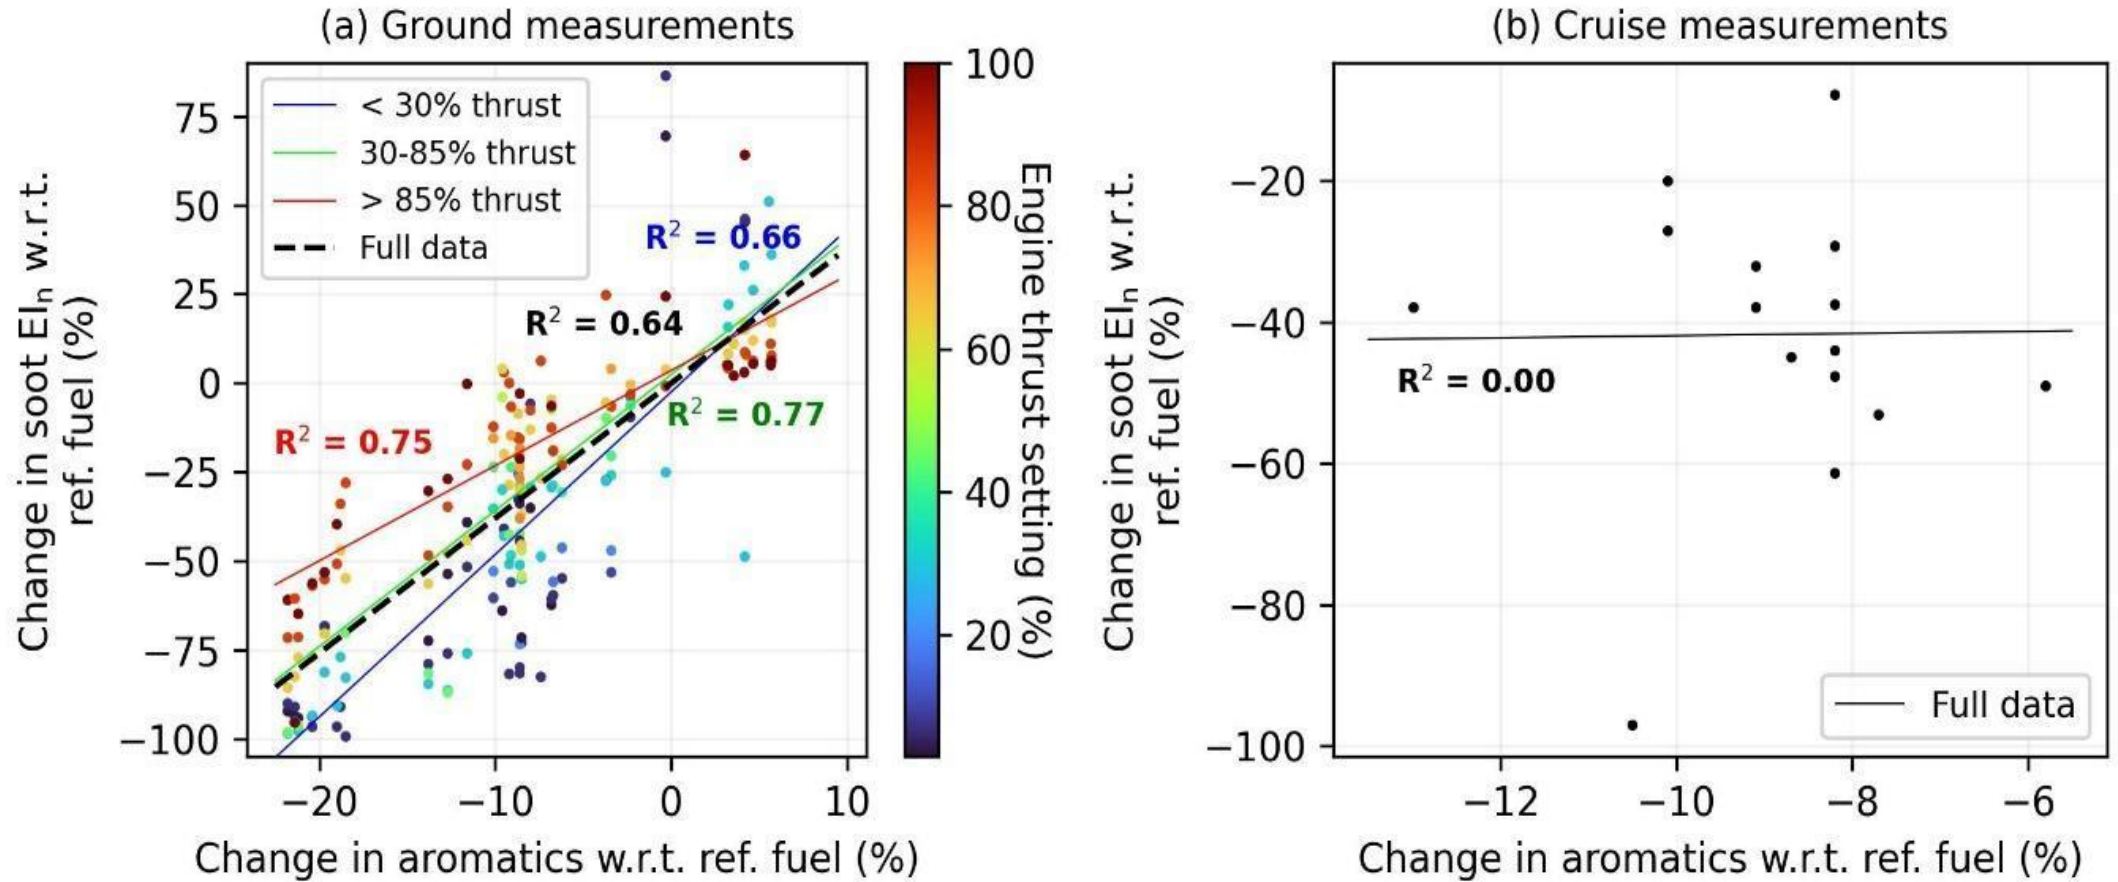 (a) Ground measurements
< 30% thrust
30-85% thrust
> 85% thrust
Full data
R² = 0.66
R² = 0.64
R² = 0.77
R² = 0.75
75
50
25
0
−25
−50
−75
−100
−20
−10
0
10
Change in soot EIₙ w.r.t.
ref. fuel (%)
Change in aromatics w.r.t. ref. fuel (%)
100
80
60
40
20
Engine thrust setting (%)
(b) Cruise measurements
−20
−40
−60
−80
−100
R² = 0.00
Full data
−12
−10
−8
−6
Change in soot EIₙ w.r.t.
ref. fuel (%)
Change in aromatics w.r.t. ref. fuel (%)